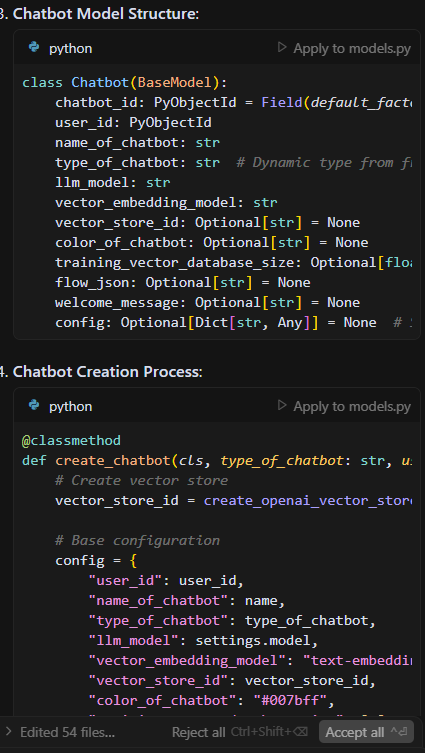 3. Chatbot Model Structure:
python
Apply to models.py
class Chatbot(BaseModel):
    chatbot_id: PyObjectId = Field(default_facto
    user_id: PyObjectId
    name_of_chatbot: str
    type_of_chatbot: str  # Dynamic type from f
    llm_model: str
    vector_embedding_model: str
    vector_store_id: Optional[str] = None
    color_of_chatbot: Optional[str] = None
    training_vector_database_size: Optional[floa
    flow_json: Optional[str] = None
    welcome_message: Optional[str] = None
    config: Optional[Dict[str, Any]] = None  #
4. Chatbot Creation Process:
python
Apply to models.py
@classmethod
def create_chatbot(cls, type_of_chatbot: str, u
    # Create vector store
    vector_store_id = create_openai_vector_store
    # Base configuration
    config = {
        "user_id": user_id,
        "name_of_chatbot": name,
        "type_of_chatbot": type_of_chatbot,
        "llm_model": settings.model,
        "vector_embedding_model": "text-embeddin
        "vector_store_id": vector_store_id,
        "color_of_chatbot": "#007bff",
Edited 54 files... Reject all Ctrl+Shift+⌫ Accept all ^⏎